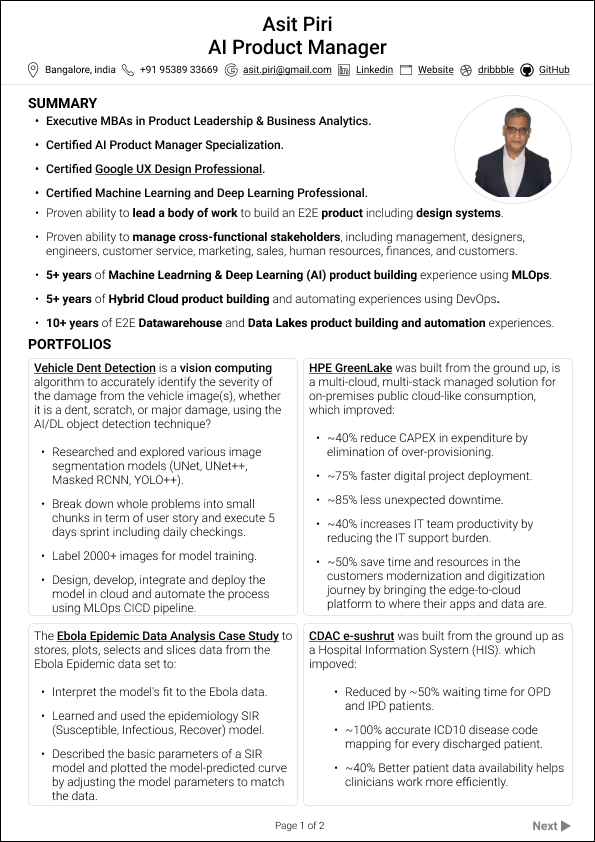 Asit Piri
AI Product Manager
Bangalore, india +91 95389 33669 asit.piri@gmail.com Linkedin Website dribbble GitHub
SUMMARY
• Executive MBAs in Product Leadership & Business Analytics.
• Certified AI Product Manager Specialization.
• Certified Google UX Design Professional.
• Certified Machine Learning and Deep Learning Professional.
• Proven ability to lead a body of work to build an E2E product including design systems.
• Proven ability to manage cross-functional stakeholders, including management, designers,
engineers, customer service, marketing, sales, human resources, finances, and customers.
• 5+ years of Machine Leadrning & Deep Learning (AI) product building experience using MLOps.
• 5+ years of Hybrid Cloud product building and automating experiences using DevOps.
• 10+ years of E2E Datawarehouse and Data Lakes product building and automation experiences.
PORTFOLIOS
Vehicle Dent Detection is a vision computing
algorithm to accurately identify the severity of
the damage from the vehicle image(s), whether
it is a dent, scratch, or major damage, using the
AI/DL object detection technique?
• Researched and explored various image
segmentation models (UNet, UNet++,
Masked RCNN, YOLO++).
• Break down whole problems into small
chunks in term of user story and execute 5
days sprint including daily checkings.
• Label 2000+ images for model training.
• Design, develop, integrate and deploy the
model in cloud and automate the process
using MLOps CICD pipeline.
HPE GreenLake was built from the ground up, is
a multi-cloud, multi-stack managed solution for
on-premises public cloud-like consumption,
which improved:
• ~40% reduce CAPEX in expenditure by
elimination of over-provisioning.
• ~75% faster digital project deployment.
• ~85% less unexpected downtime.
• ~40% increases IT team productivity by
reducing the IT support burden.
• ~50% save time and resources in the
customers modernization and digitization
journey by bringing the edge-to-cloud
platform to where their apps and data are.
The Ebola Epidemic Data Analysis Case Study to
stores, plots, selects and slices data from the
Ebola Epidemic data set to:
• Interpret the model's fit to the Ebola data.
• Learned and used the epidemiology SIR
(Susceptible, Infectious, Recover) model.
• Described the basic parameters of a SIR
model and plotted the model-predicted curve
by adjusting the model parameters to match
the data.
CDAC e-sushrut was built from the ground up as
a Hospital Information System (HIS). which
impoved:
• Reduced by ~50% waiting time for OPD
and IPD patients.
• ~100% accurate ICD10 disease code
mapping for every discharged patient.
• ~40% Better patient data availability helps
clinicians work more efficiently.
Page 1 of 2
Next ▶